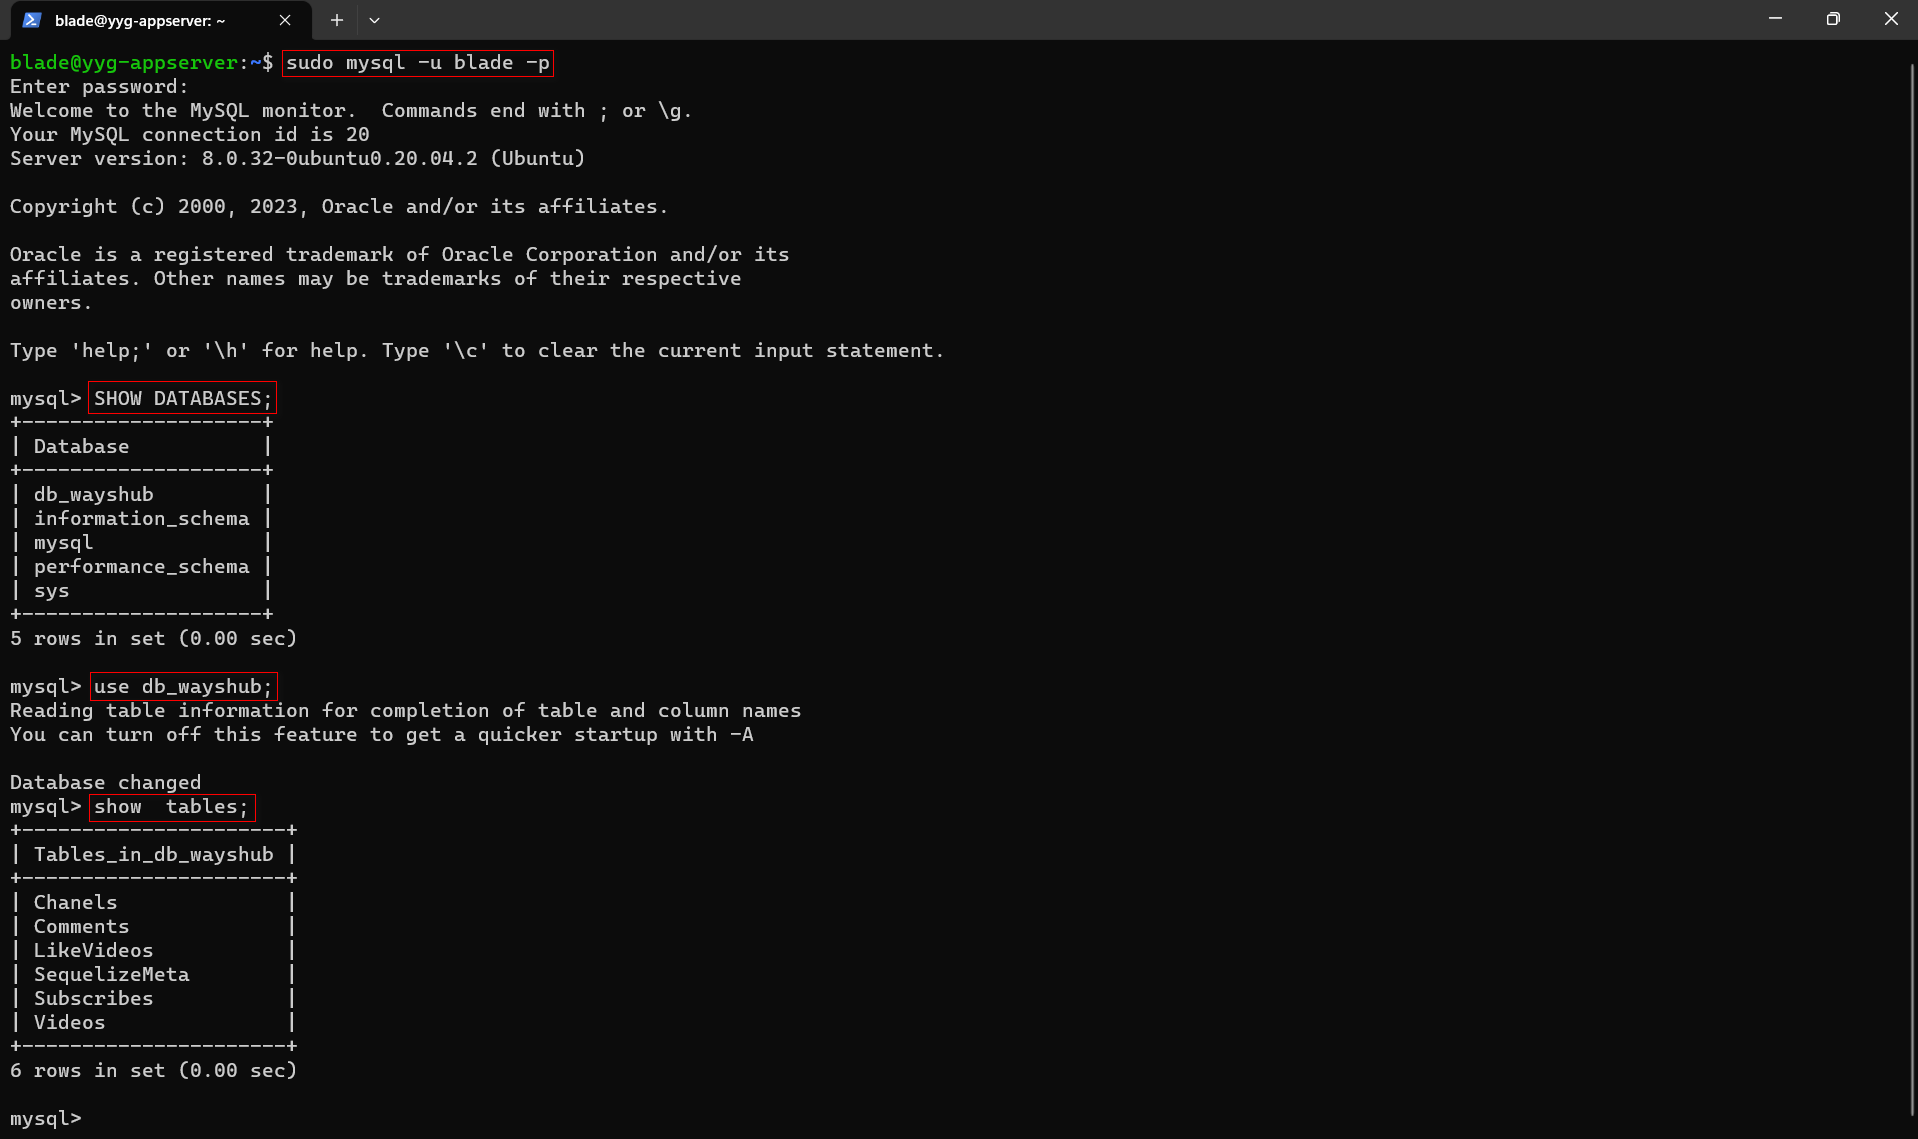 blade@yyg-appserver: ~
blade@yyg-appserver:~$ sudo mysql -u blade -p
Enter password:
Welcome to the MySQL monitor.  Commands end with ; or \g.
Your MySQL connection id is 20
Server version: 8.0.32-0ubuntu0.20.04.2 (Ubuntu)

Copyright (c) 2000, 2023, Oracle and/or its affiliates.

Oracle is a registered trademark of Oracle Corporation and/or its
affiliates. Other names may be trademarks of their respective
owners.

Type 'help;' or '\h' for help. Type '\c' to clear the current input statement.

mysql> SHOW DATABASES;
+--------------------+
| Database           |
+--------------------+
| db_wayshub         |
| information_schema |
| mysql              |
| performance_schema |
| sys                |
+--------------------+
5 rows in set (0.00 sec)

mysql> use db_wayshub;
Reading table information for completion of table and column names
You can turn off this feature to get a quicker startup with -A

Database changed
mysql> show  tables;
+----------------------+
| Tables_in_db_wayshub |
+----------------------+
| Chanels              |
| Comments             |
| LikeVideos           |
| SequelizeMeta        |
| Subscribes           |
| Videos               |
+----------------------+
6 rows in set (0.00 sec)

mysql>